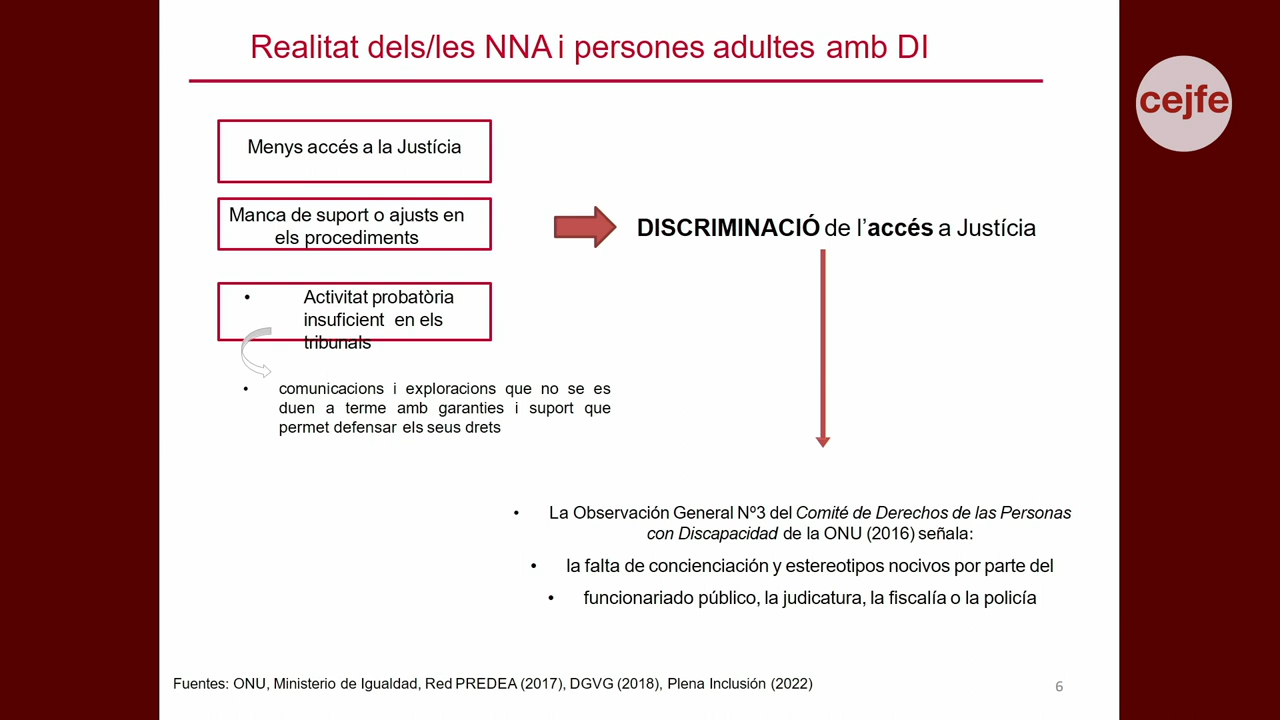 Realitat dels/les NNA i persones adultes amb DI
cejfe
Menys accés a la Justícia
Manca de suport o ajusts en
els procediments
DISCRIMINACIÓ de l'accés a Justícia
• Activitat probatòria
insuficient en els
tribunals
• comunicacions i exploracions que no se es
duen a terme amb garanties i suport que
permet defensar els seus drets
• La Observación General Nº3 del Comité de Derechos de las Personas
con Discapacidad de la ONU (2016) señala:
• la falta de concienciación y estereotipos nocivos por parte del
• funcionariado público, la judicatura, la fiscalía o la policía
Fuentes: ONU, Ministerio de Igualdad, Red PREDEA (2017), DGVG (2018), Plena Inclusión (2022)
6